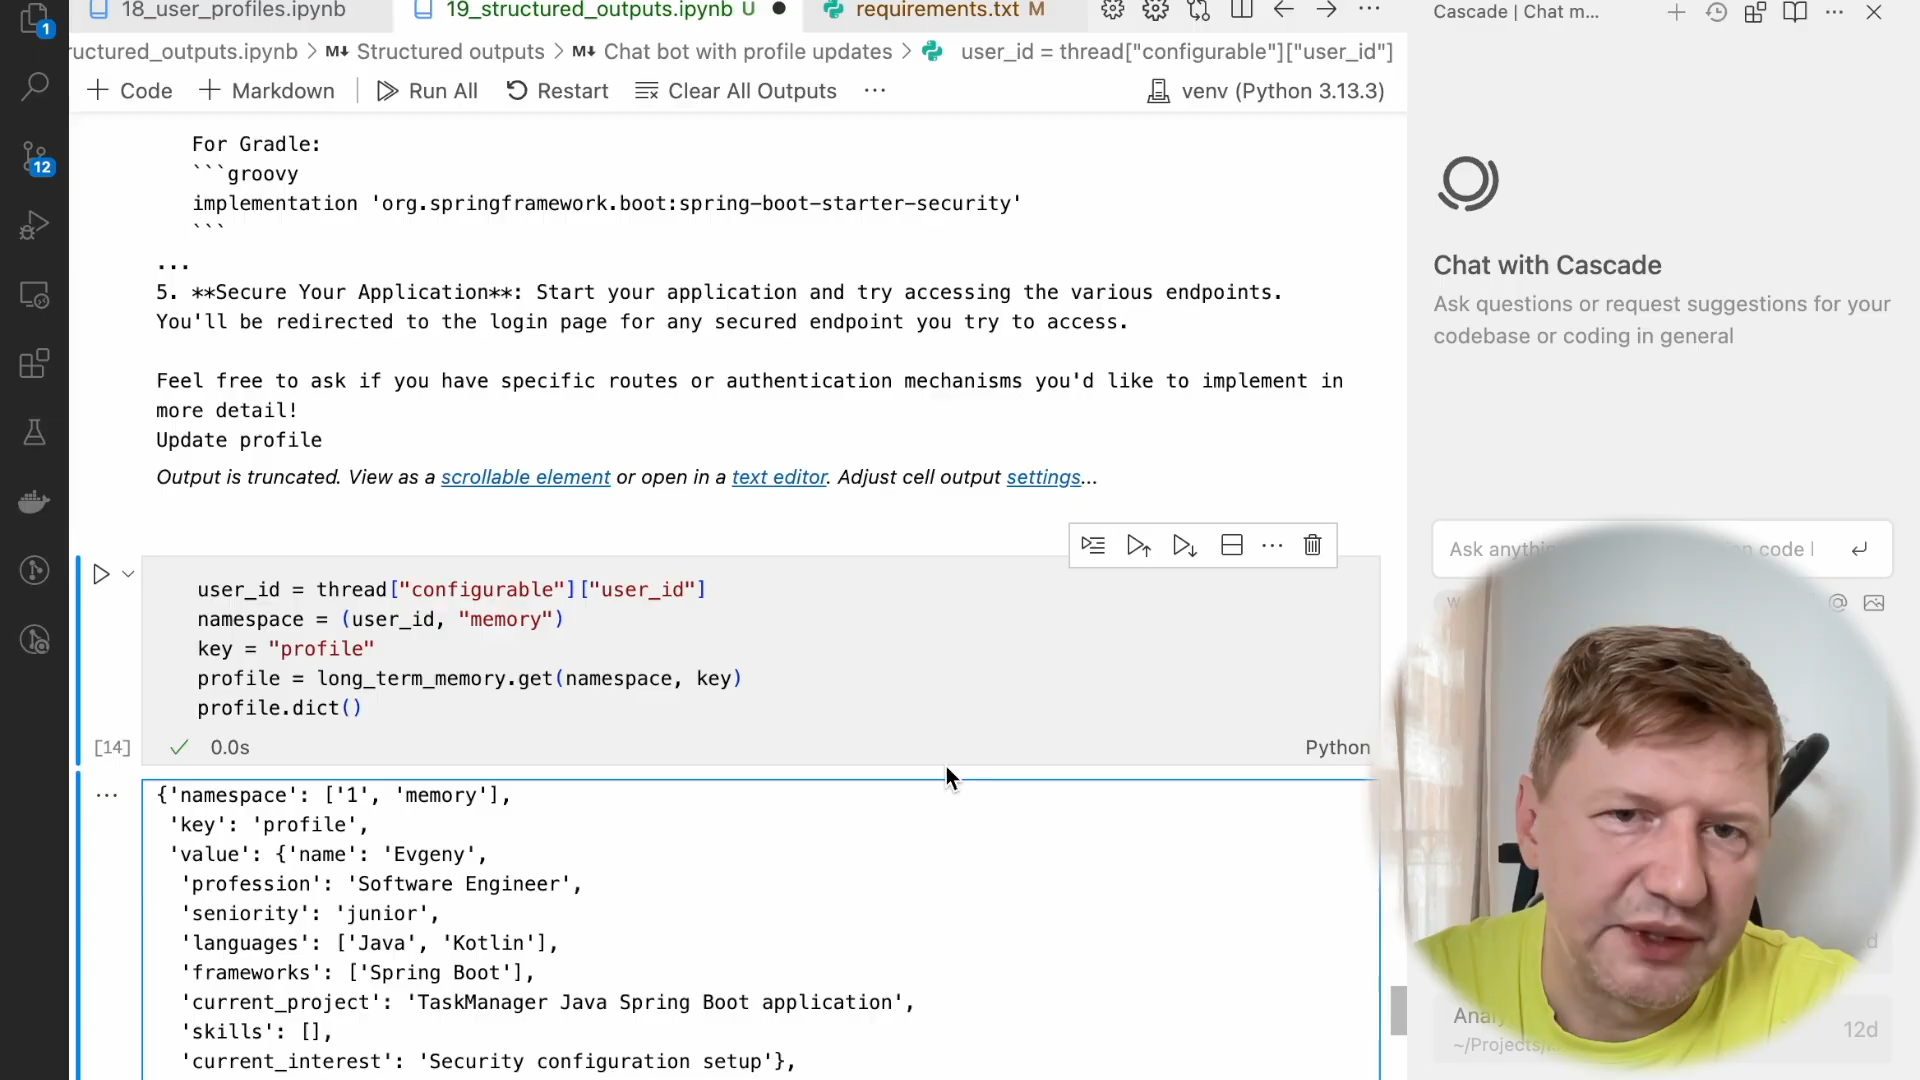 18_user_profiles.ipynb
19_structured_outputs.ipynb U
requirements.txt M
Cascade | Chat m...
1
ructured_outputs.ipynb > M↓ Structured outputs > M↓ Chat bot with profile updates > user_id = thread["configurable"]["user_id"]
+ Code + Markdown Run All Restart Clear All Outputs ...
venv (Python 3.13.3)
12
For Gradle:
```groovy
implementation 'org.springframework.boot:spring-boot-starter-security'
```
...
5. **Secure Your Application**: Start your application and try accessing the various endpoints.
You'll be redirected to the login page for any secured endpoint you try to access.
Feel free to ask if you have specific routes or authentication mechanisms you'd like to implement in
more detail!
Update profile
Output is truncated. View as a scrollable element or open in a text editor. Adjust cell output settings...
user_id = thread["configurable"]["user_id"]
namespace = (user_id, "memory")
key = "profile"
profile = long_term_memory.get(namespace, key)
profile.dict()
[14] 0.0s Python
{'namespace': ['1', 'memory'],
'key': 'profile',
'value': {'name': 'Evgeny',
'profession': 'Software Engineer',
'seniority': 'junior',
'languages': ['Java', 'Kotlin'],
'frameworks': ['Spring Boot'],
'current_project': 'TaskManager Java Spring Boot application',
'skills': [],
'current_interest': 'Security configuration setup'},
Chat with Cascade
Ask questions or request suggestions for your
codebase or coding in general
Ask code
12d
~/Projects